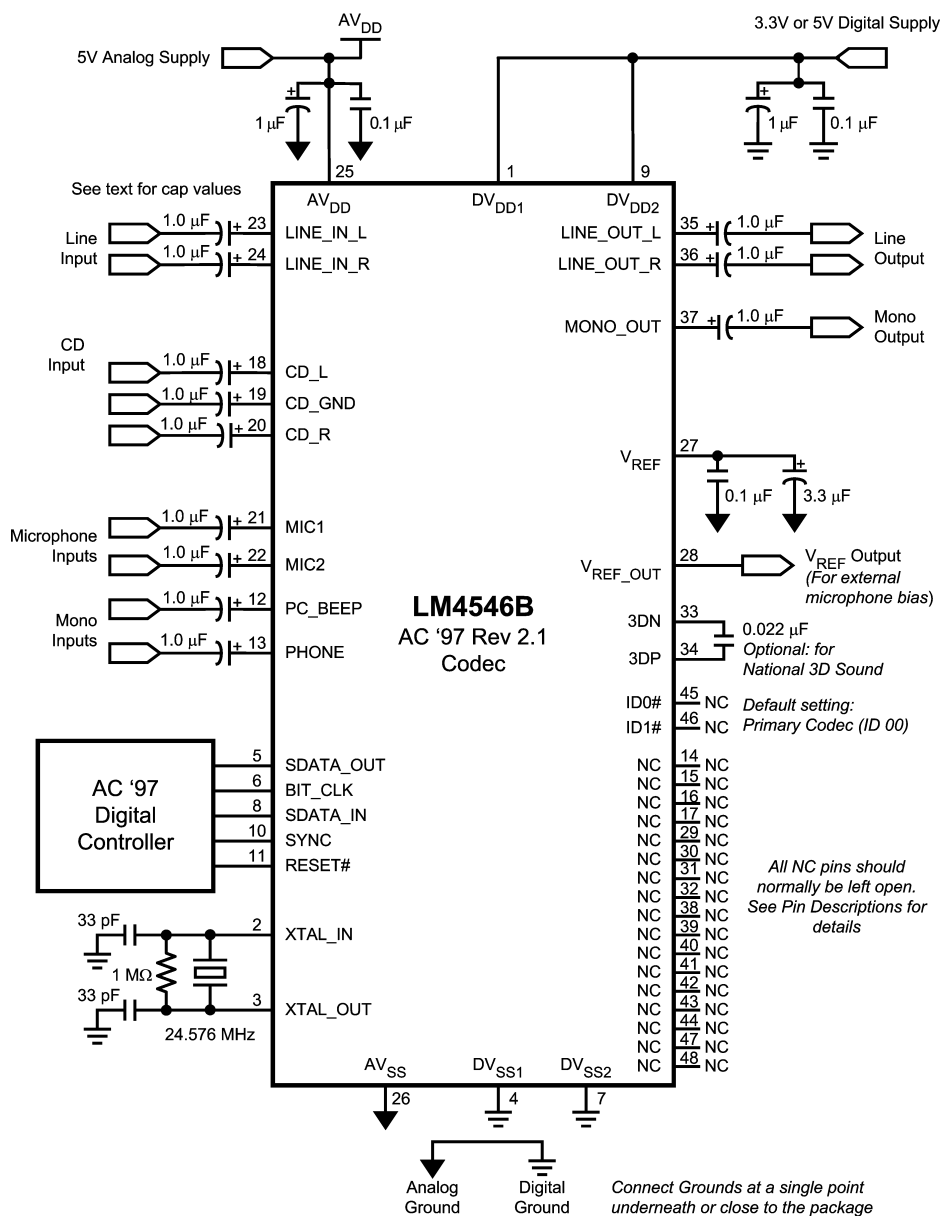 AVDD
3.3V or 5V Digital Supply
5V Analog Supply
+
1 µF
0.1 µF
+
1 µF
0.1 µF
25
1
9
See text for cap values
AVDD
DVDD1
DVDD2
Line
Input
1.0 µF
+ 23
LINE_IN_L
1.0 µF
+ 24
LINE_IN_R
LINE_OUT_L
35 +
1.0 µF
LINE_OUT_R
36 +
1.0 µF
Line
Output
MONO_OUT
37 +
1.0 µF
Mono
Output
CD
Input
1.0 µF
+ 18
CD_L
1.0 µF
+ 19
CD_GND
1.0 µF
+ 20
CD_R
VREF
27
+
0.1 µF
3.3 µF
Microphone
Inputs
1.0 µF
+ 21
MIC1
1.0 µF
+ 22
MIC2
VREF_OUT
28
VREF Output
(For external
microphone bias)
Mono
Inputs
1.0 µF
+ 12
PC_BEEP
1.0 µF
+ 13
PHONE
LM4546B
AC ‘97 Rev 2.1
Codec
3DN
33
3DP
34
0.022 µF
Optional: for
National 3D Sound
ID0#
45
NC
ID1#
46
NC
Default setting:
Primary Codec (ID 00)
AC ‘97
Digital
Controller
5
SDATA_OUT
6
BIT_CLK
8
SDATA_IN
10
SYNC
11
RESET#
NC 14 NC
NC 15 NC
NC 16 NC
NC 17 NC
NC 29 NC
NC 30 NC
NC 31 NC
NC 32 NC
NC 38 NC
NC 39 NC
NC 40 NC
NC 41 NC
NC 42 NC
NC 43 NC
NC 44 NC
NC 47 NC
NC 48 NC
All NC pins should
normally be left open.
See Pin Descriptions for
details
33 pF
2
XTAL_IN
1 MΩ
33 pF
3
XTAL_OUT
24.576 MHz
AVSS
DVSS1
DVSS2
26
4
7
Analog
Ground
Digital
Ground
Connect Grounds at a single point
underneath or close to the package